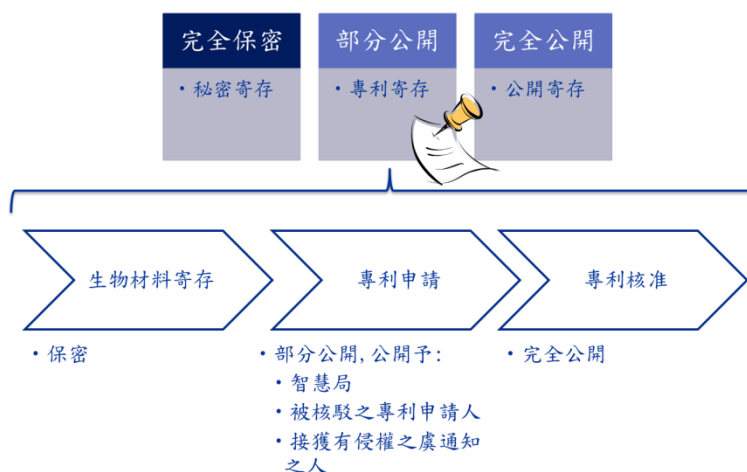 完全保密
部分公開
完全公開
• 秘密寄存
• 專利寄存
• 公開寄存
生物材料寄存
專利申請
專利核准
• 保密
• 部分公開, 公開予:
• 智慧局
• 被核駁之專利申請人
• 接獲有侵權之虞通知
之人
• 完全公開